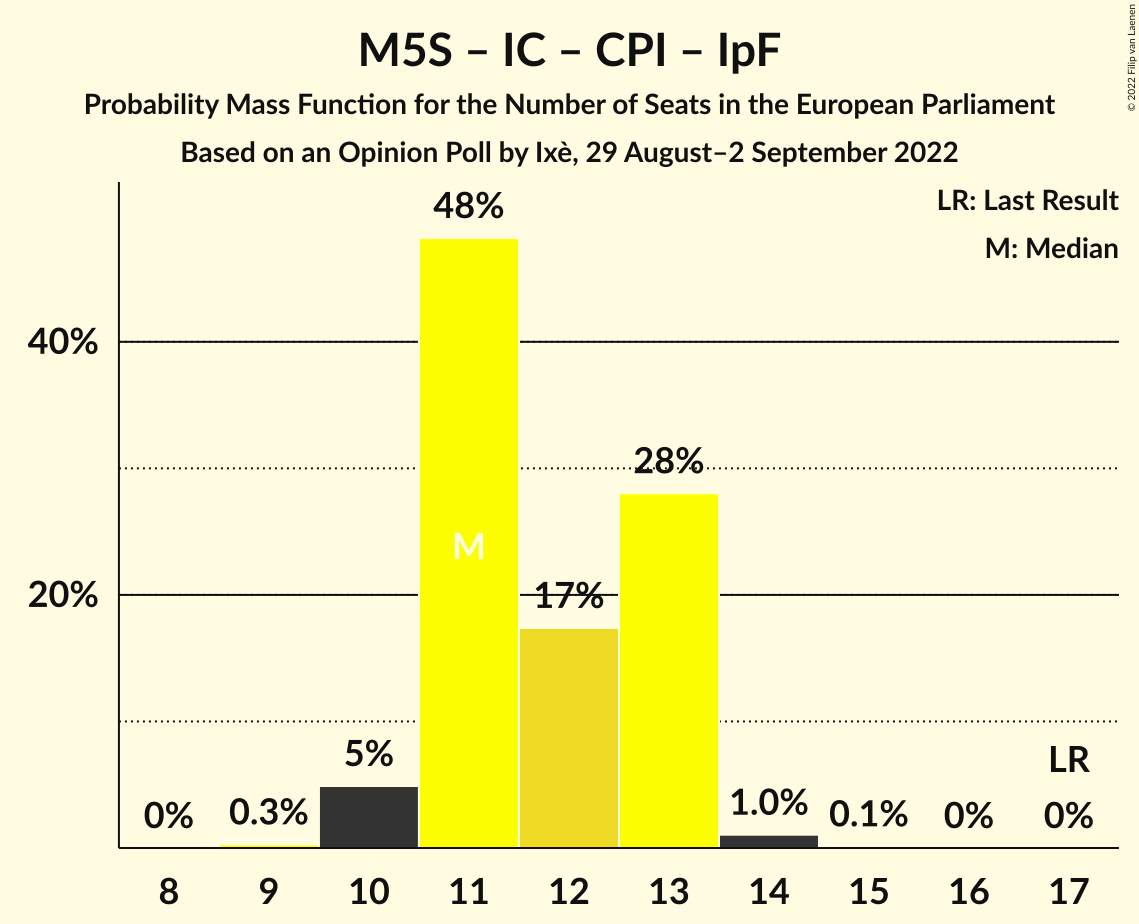 M5S – IC – CPI – IpF
Probability Mass Function for the Number of Seats in the European Parliament
Based on an Opinion Poll by Ixè, 29 August–2 September 2022
© 2022 Filip van Laenen
LR: Last Result
M: Median
48%
40%
28%
M
20%
17%
5%
LR
0%
0.3%
1.0%
0.1%
0%
0%
8
9
10
11
12
13
14
15
16
17